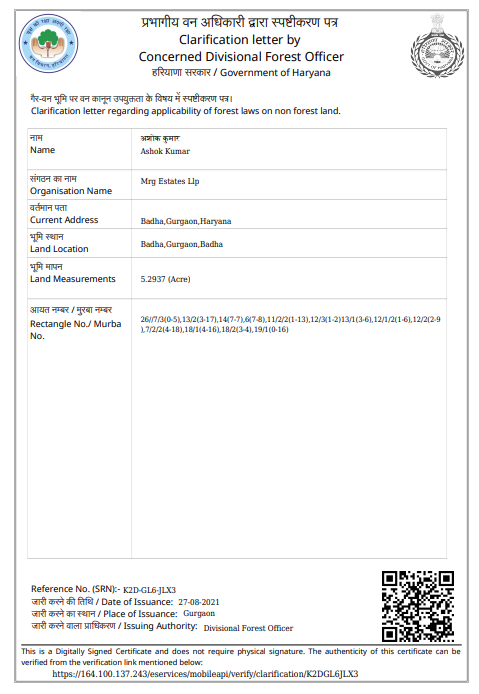 प्रभागीय वन अधिकारी द्वारा स्पष्टीकरण पत्र
Clarification letter by
Concerned Divisional Forest Officer
हरियाणा सरकार / Government of Haryana
गैर-वन भूमि पर वन कानून उपयुक्तता के विषय में स्पष्टीकरण पत्र।
Clarification letter regarding applicability of forest laws on non forest land.
नाम
Name
अशोक कुमार
Ashok Kumar
संगठन का नाम
Organisation Name
Mrg Estates Llp
वर्तमान पता
Current Address
Badha,Gurgaon,Haryana
भूमि स्थान
Land Location
Badha,Gurgaon,Badha
भूमि मापन
Land Measurements
5.2937 (Acre)
आयत नम्बर / मुरबा नम्बर
Rectangle No./ Murba
No.
26//7/3(0-5),13/2(3-17),14(7-7),6(7-8),11/2/2(1-13),12/3(1-2)13/1(3-6),12/1/2(1-6),12/2(2-9
),7/2/2(4-18),18/1(4-16),18/2(3-4),19/1(0-16)
Reference No. (SRN):- K2D-GL6-JLX3
जारी करने की तिथि / Date of Issuance: 27-08-2021
जारी करने का स्थान / Place of Issuance: Gurgaon
जारी करने वाला प्राधिकरण / Issuing Authority: Divisional Forest Officer
This is a Digitally Signed Certificate and does not require physical signature. The authenticity of this certificate can be
verified from the verification link mentioned below:
https://164.100.137.243/eservices/mobileapi/verify/clarification/K2DGL6JLX3